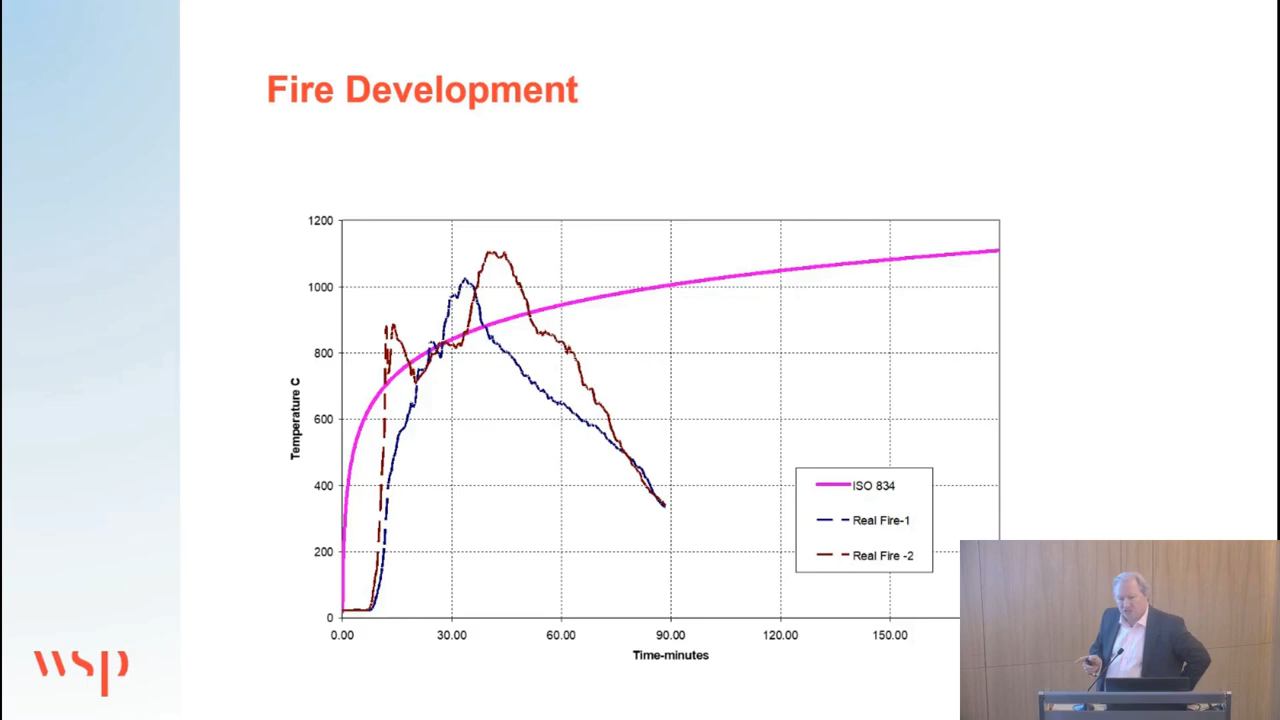 Fire Development
1200
1000
800
600
400
200
0
Temperature C
0.00
30.00
60.00
90.00
120.00
150.00
Time-minutes
ISO 834
Real Fire-1
Real Fire -2
wsp